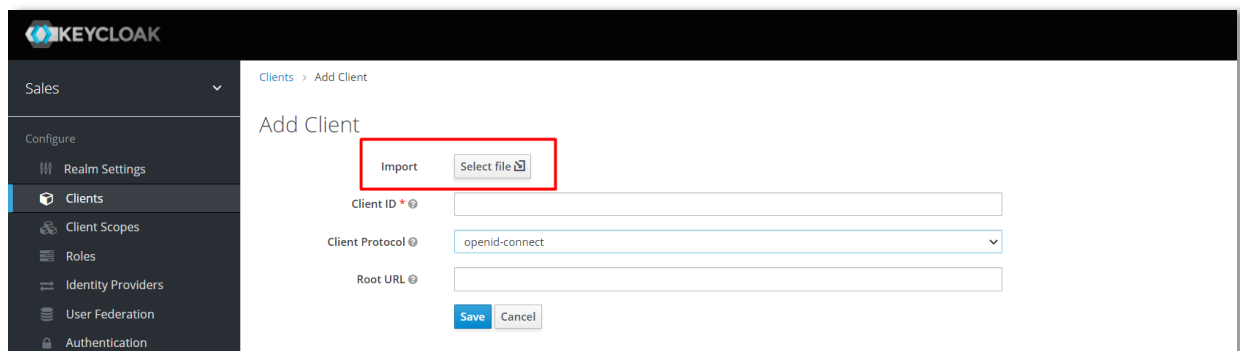 KEYCLOAK
Sales
Configure
Realm Settings
Clients
Client Scopes
Roles
Identity Providers
User Federation
Authentication
Clients > Add Client
Add Client
Import Select file
Client ID *
Client Protocol openid-connect
Root URL
Save Cancel